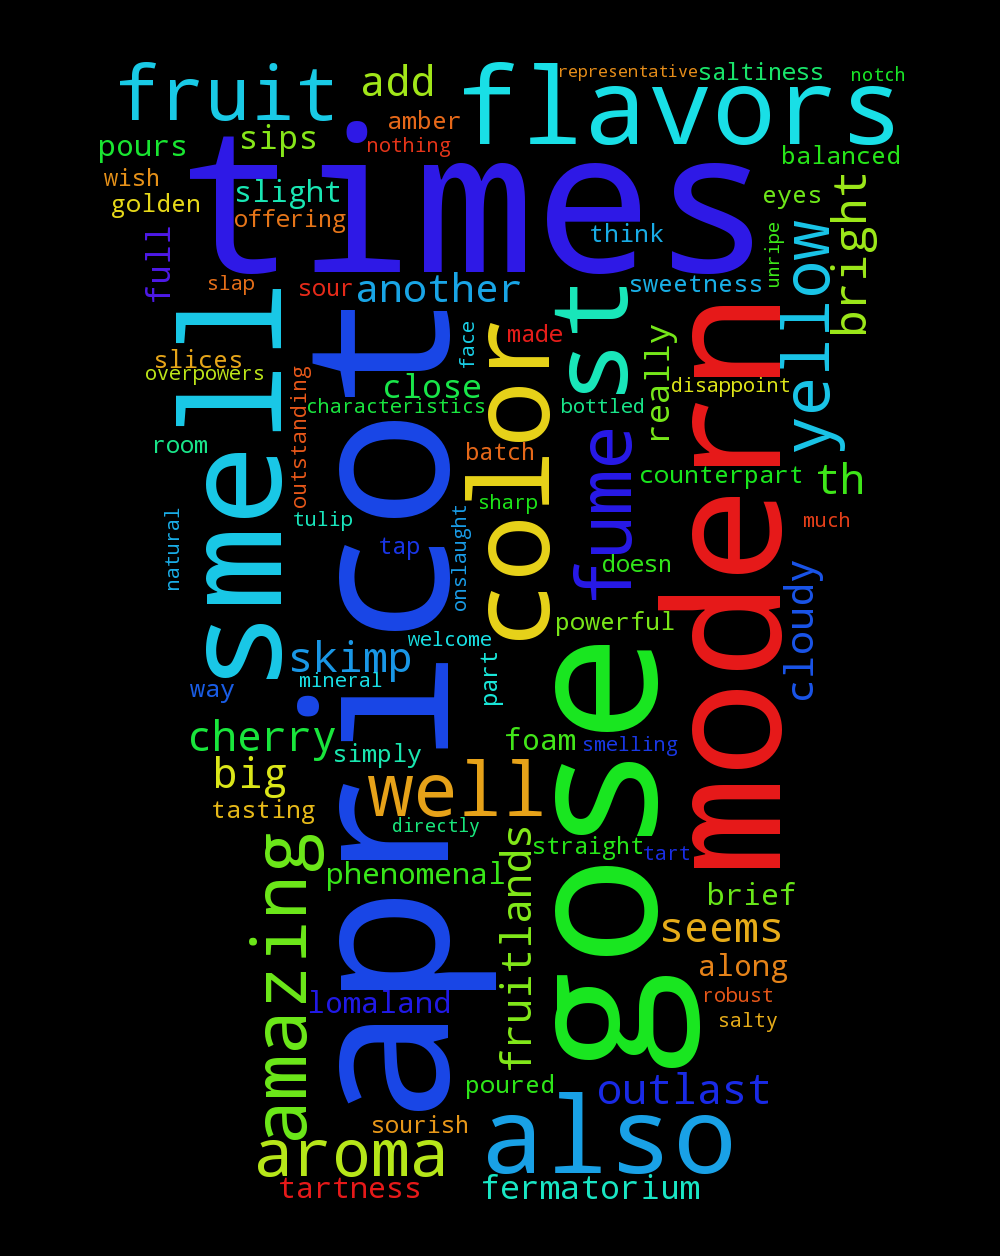 representative
saltiness
notch
fruit
add
flavors
amber
sips
nothing
pours
balanced
times
wish
slight
eyes
golden
offering
bright
full
think
unripe
yellow
slap
sour
another
sweetness
smell
apricot
face
color
made
st
really
modern
slices
overpowers
outstanding
close
disappoint
characteristics
bottled
room
batch
fume
counterpart
th
sharp
natural
tulip
onslaught
much
tap
doesn
cloudy
powerful
welcome
gose
skimp
part
mineral
way
cherry
simply
foam
smelling
big
well
tasting
directly
amazing
fruitlands
straight
tart
phenomenal
brief
seems
along
lomaland
robust
salty
poured
outlast
also
sourish
aroma
tartness
fermatorium